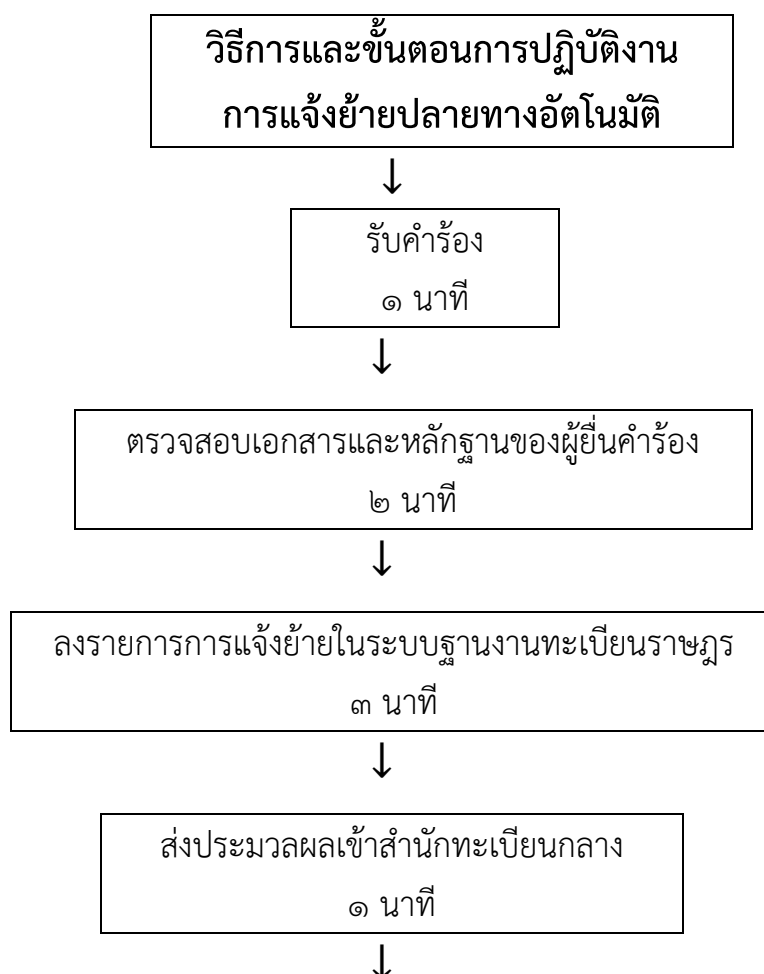 วิธีการและขั้นตอนการปฏิบัติงาน
การแจ้งย้ายปลายทางอัตโนมัติ
↓
รับคำร้อง
๑ นาที
↓
ตรวจสอบเอกสารและหลักฐานของผู้ยื่นคำร้อง
๒ นาที
↓
ลงรายการการแจ้งย้ายในระบบฐานงานทะเบียนราษฎร
๓ นาที
↓
ส่งประมวลผลเข้าสำนักทะเบียนกลาง
๑ นาที
↓